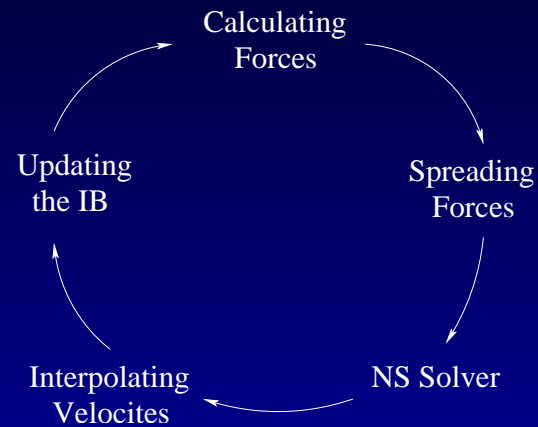 Calculating
Forces
Spreading
Forces
NS Solver
Interpolating
Velocites
Updating
the IB